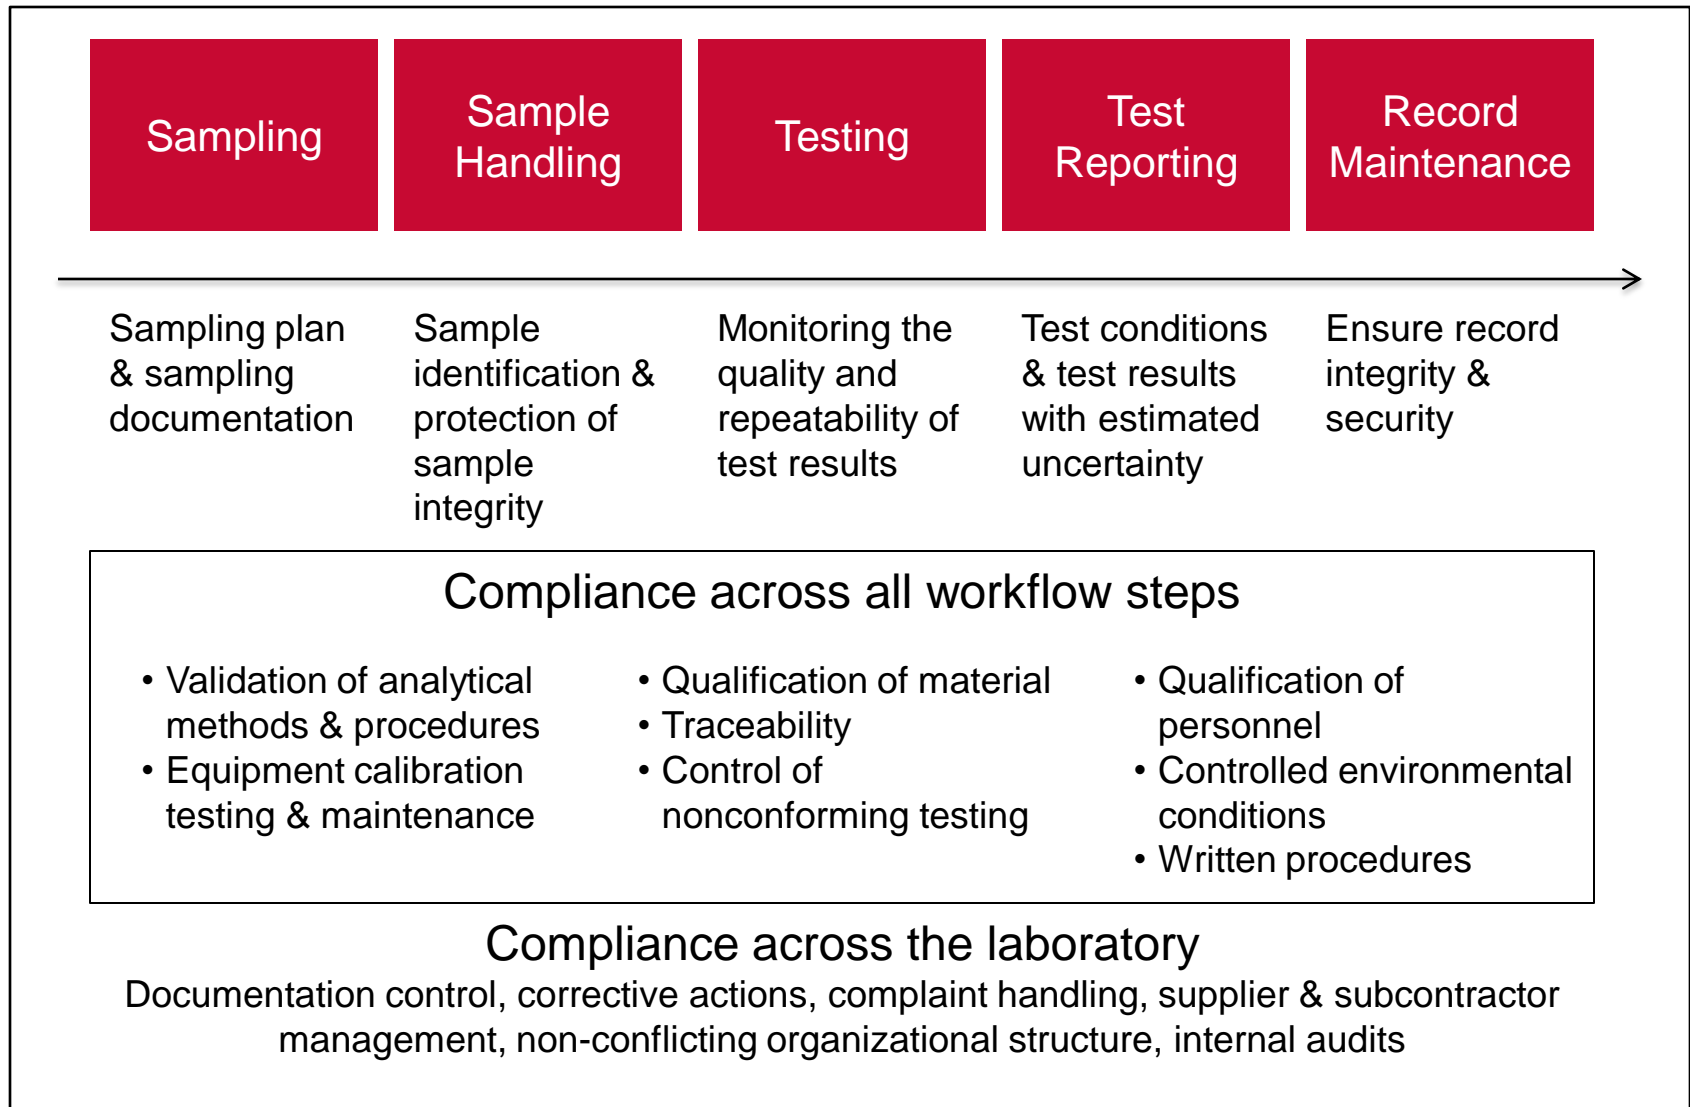 Sampling
Sample
Handling
Testing
Test
Reporting
Record
Maintenance
Sampling plan
& sampling
documentation
Sample
identification &
protection of
sample
integrity
Monitoring the
quality and
repeatability of
test results
Test conditions
& test results
with estimated
uncertainty
Ensure record
integrity &
security
Compliance across all workflow steps
• Validation of analytical
methods & procedures
• Equipment calibration
testing & maintenance
• Qualification of material
• Traceability
• Control of
nonconforming testing
• Qualification of
personnel
• Controlled environmental
conditions
• Written procedures
Compliance across the laboratory
Documentation control, corrective actions, complaint handling, supplier & subcontractor
management, non-conflicting organizational structure, internal audits